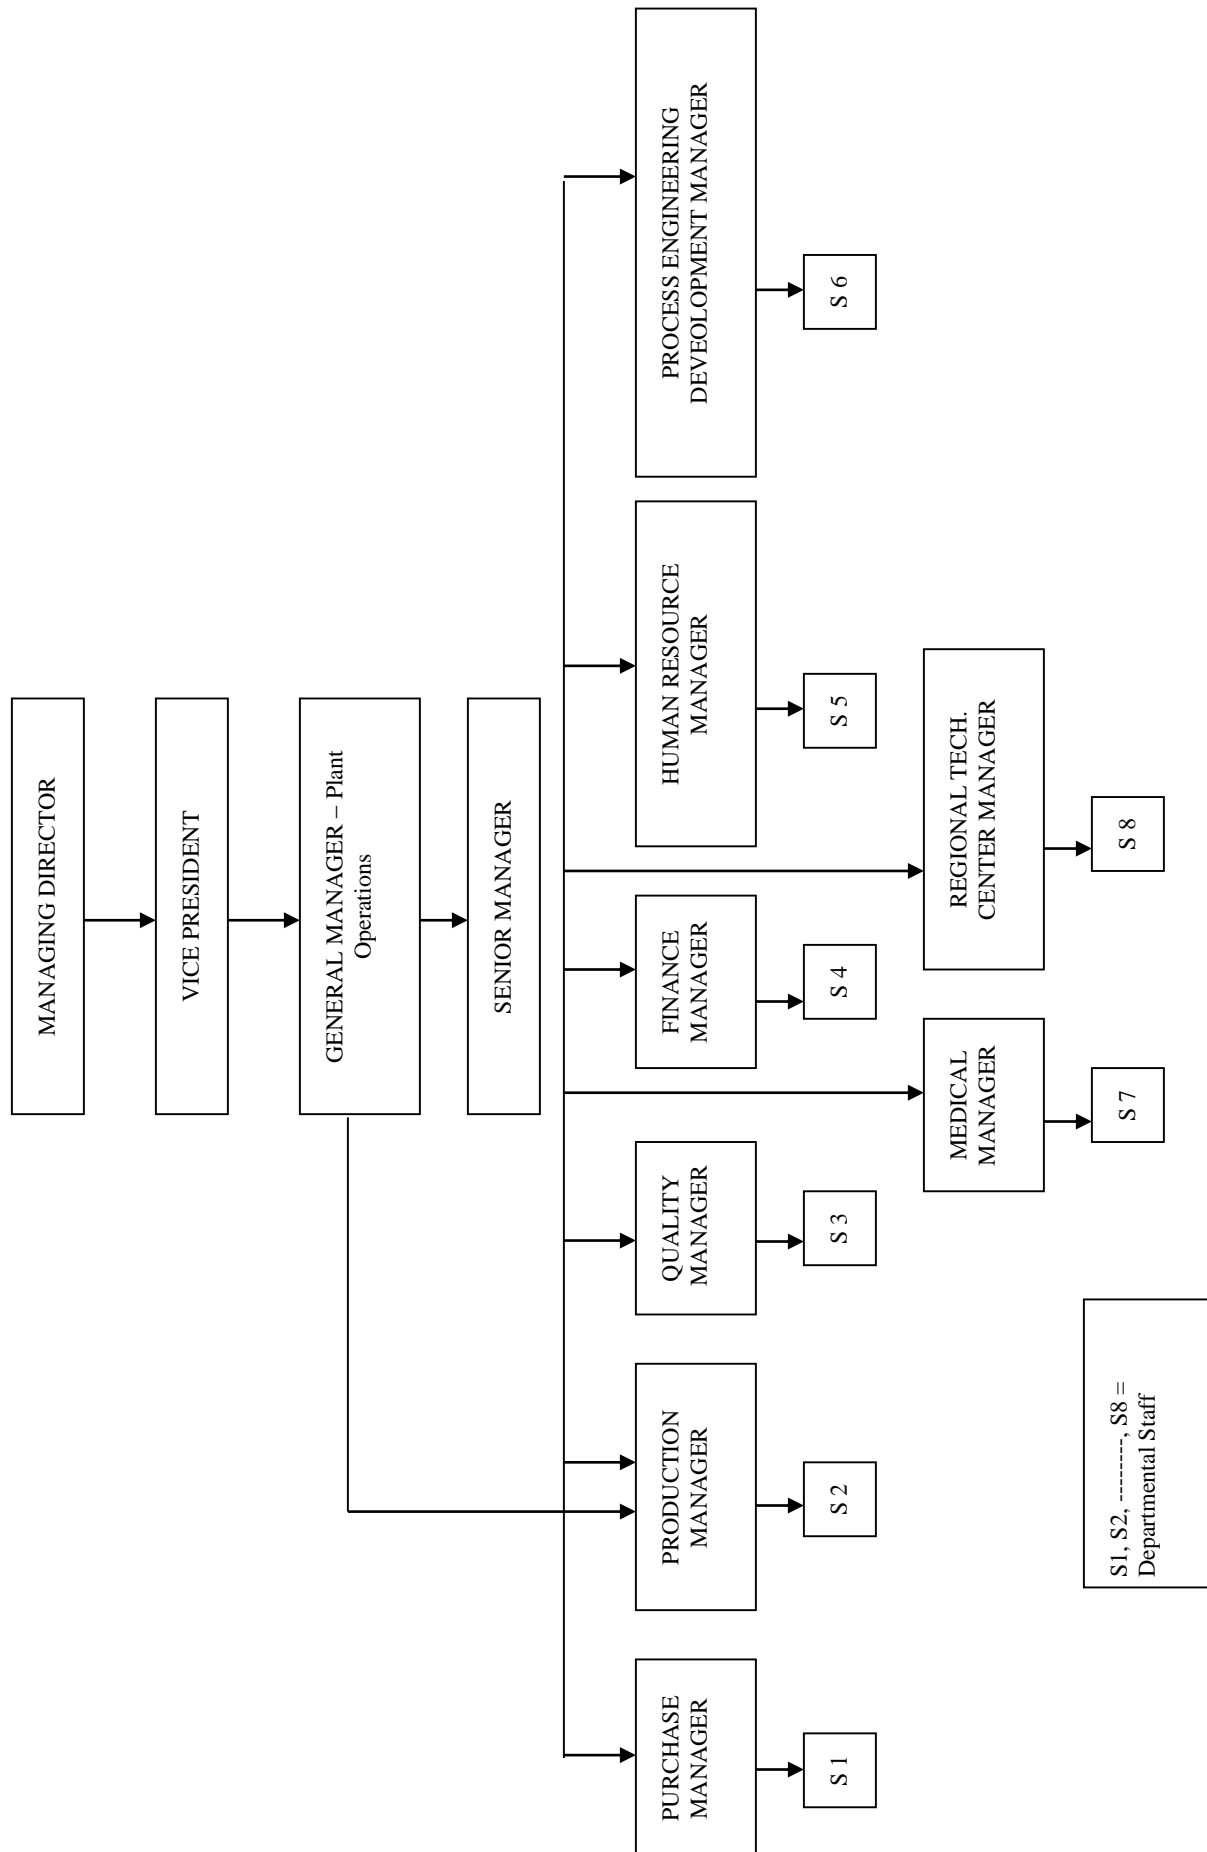 MANAGING DIRECTOR
VICE PRESIDENT
GENERAL MANAGER – Plant
Operations
SENIOR MANAGER
PURCHASE
MANAGER
PRODUCTION
MANAGER
QUALITY
MANAGER
FINANCE
MANAGER
HUMAN RESOURCE
MANAGER
PROCESS ENGINEERING
DEVEOLOPMENT MANAGER
S 1
S 2
S 3
S 4
S 5
S 6
MEDICAL
MANAGER
REGIONAL TECH.
CENTER MANAGER
S 7
S 8
S1, S2, --------, S8 =
Departmental Staff